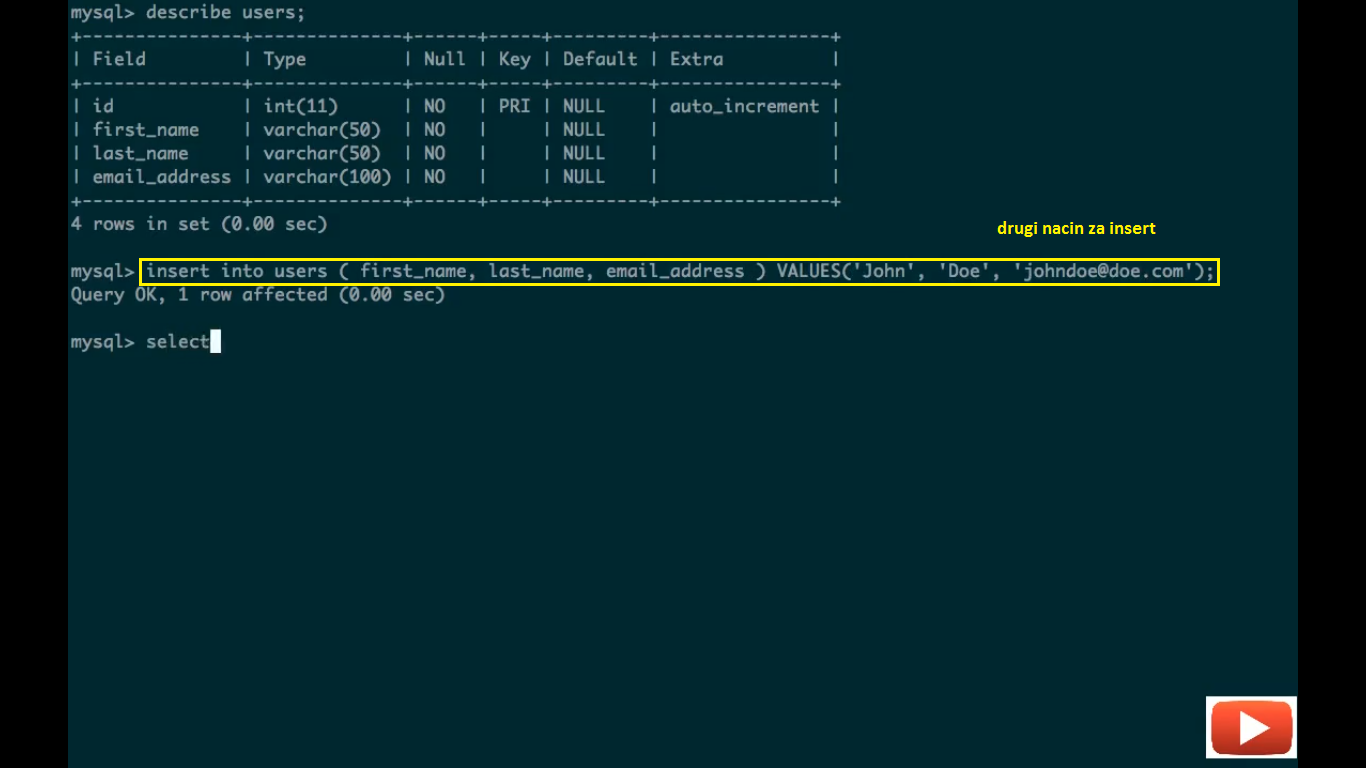 mysql> describe users;
+---------------+--------------+------+-----+---------+----------------+
| Field         | Type         | Null | Key | Default | Extra          |
+---------------+--------------+------+-----+---------+----------------+
| id            | int(11)      | NO   | PRI | NULL    | auto_increment |
| first_name    | varchar(50)  | NO   |     | NULL    |                |
| last_name     | varchar(50)  | NO   |     | NULL    |                |
| email_address | varchar(100) | NO   |     | NULL    |                |
+---------------+--------------+------+-----+---------+----------------+
4 rows in set (0.00 sec)
drugi nacin za insert
mysql> insert into users ( first_name, last_name, email_address ) VALUES('John', 'Doe', 'johndoe@doe.com');
Query OK, 1 row affected (0.00 sec)
mysql> select